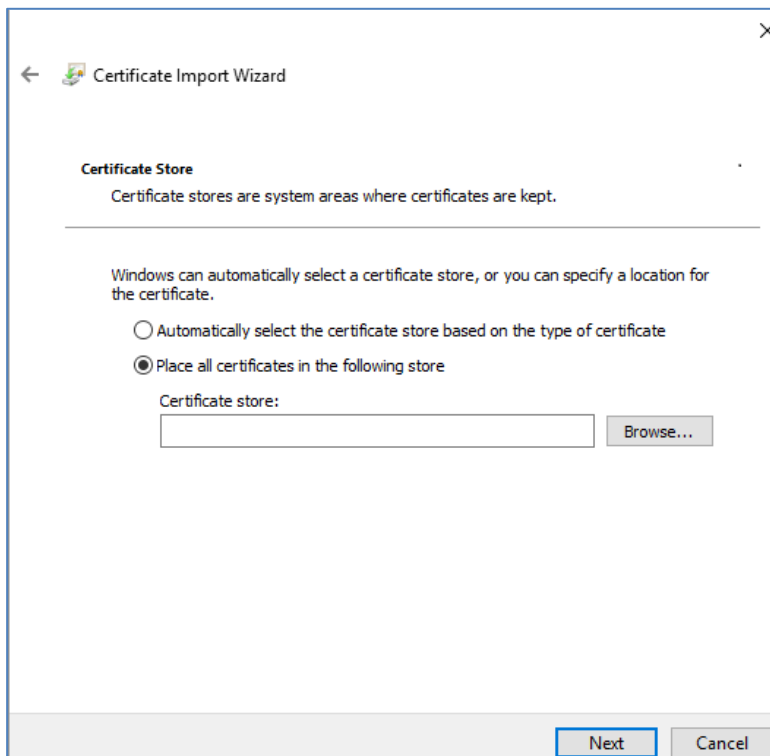 Certificate Import Wizard
Certificate Store
Certificate stores are system areas where certificates are kept.
Windows can automatically select a certificate store, or you can specify a location for
the certificate.
Automatically select the certificate store based on the type of certificate
Place all certificates in the following store
Certificate store:
Browse...
Next
Cancel